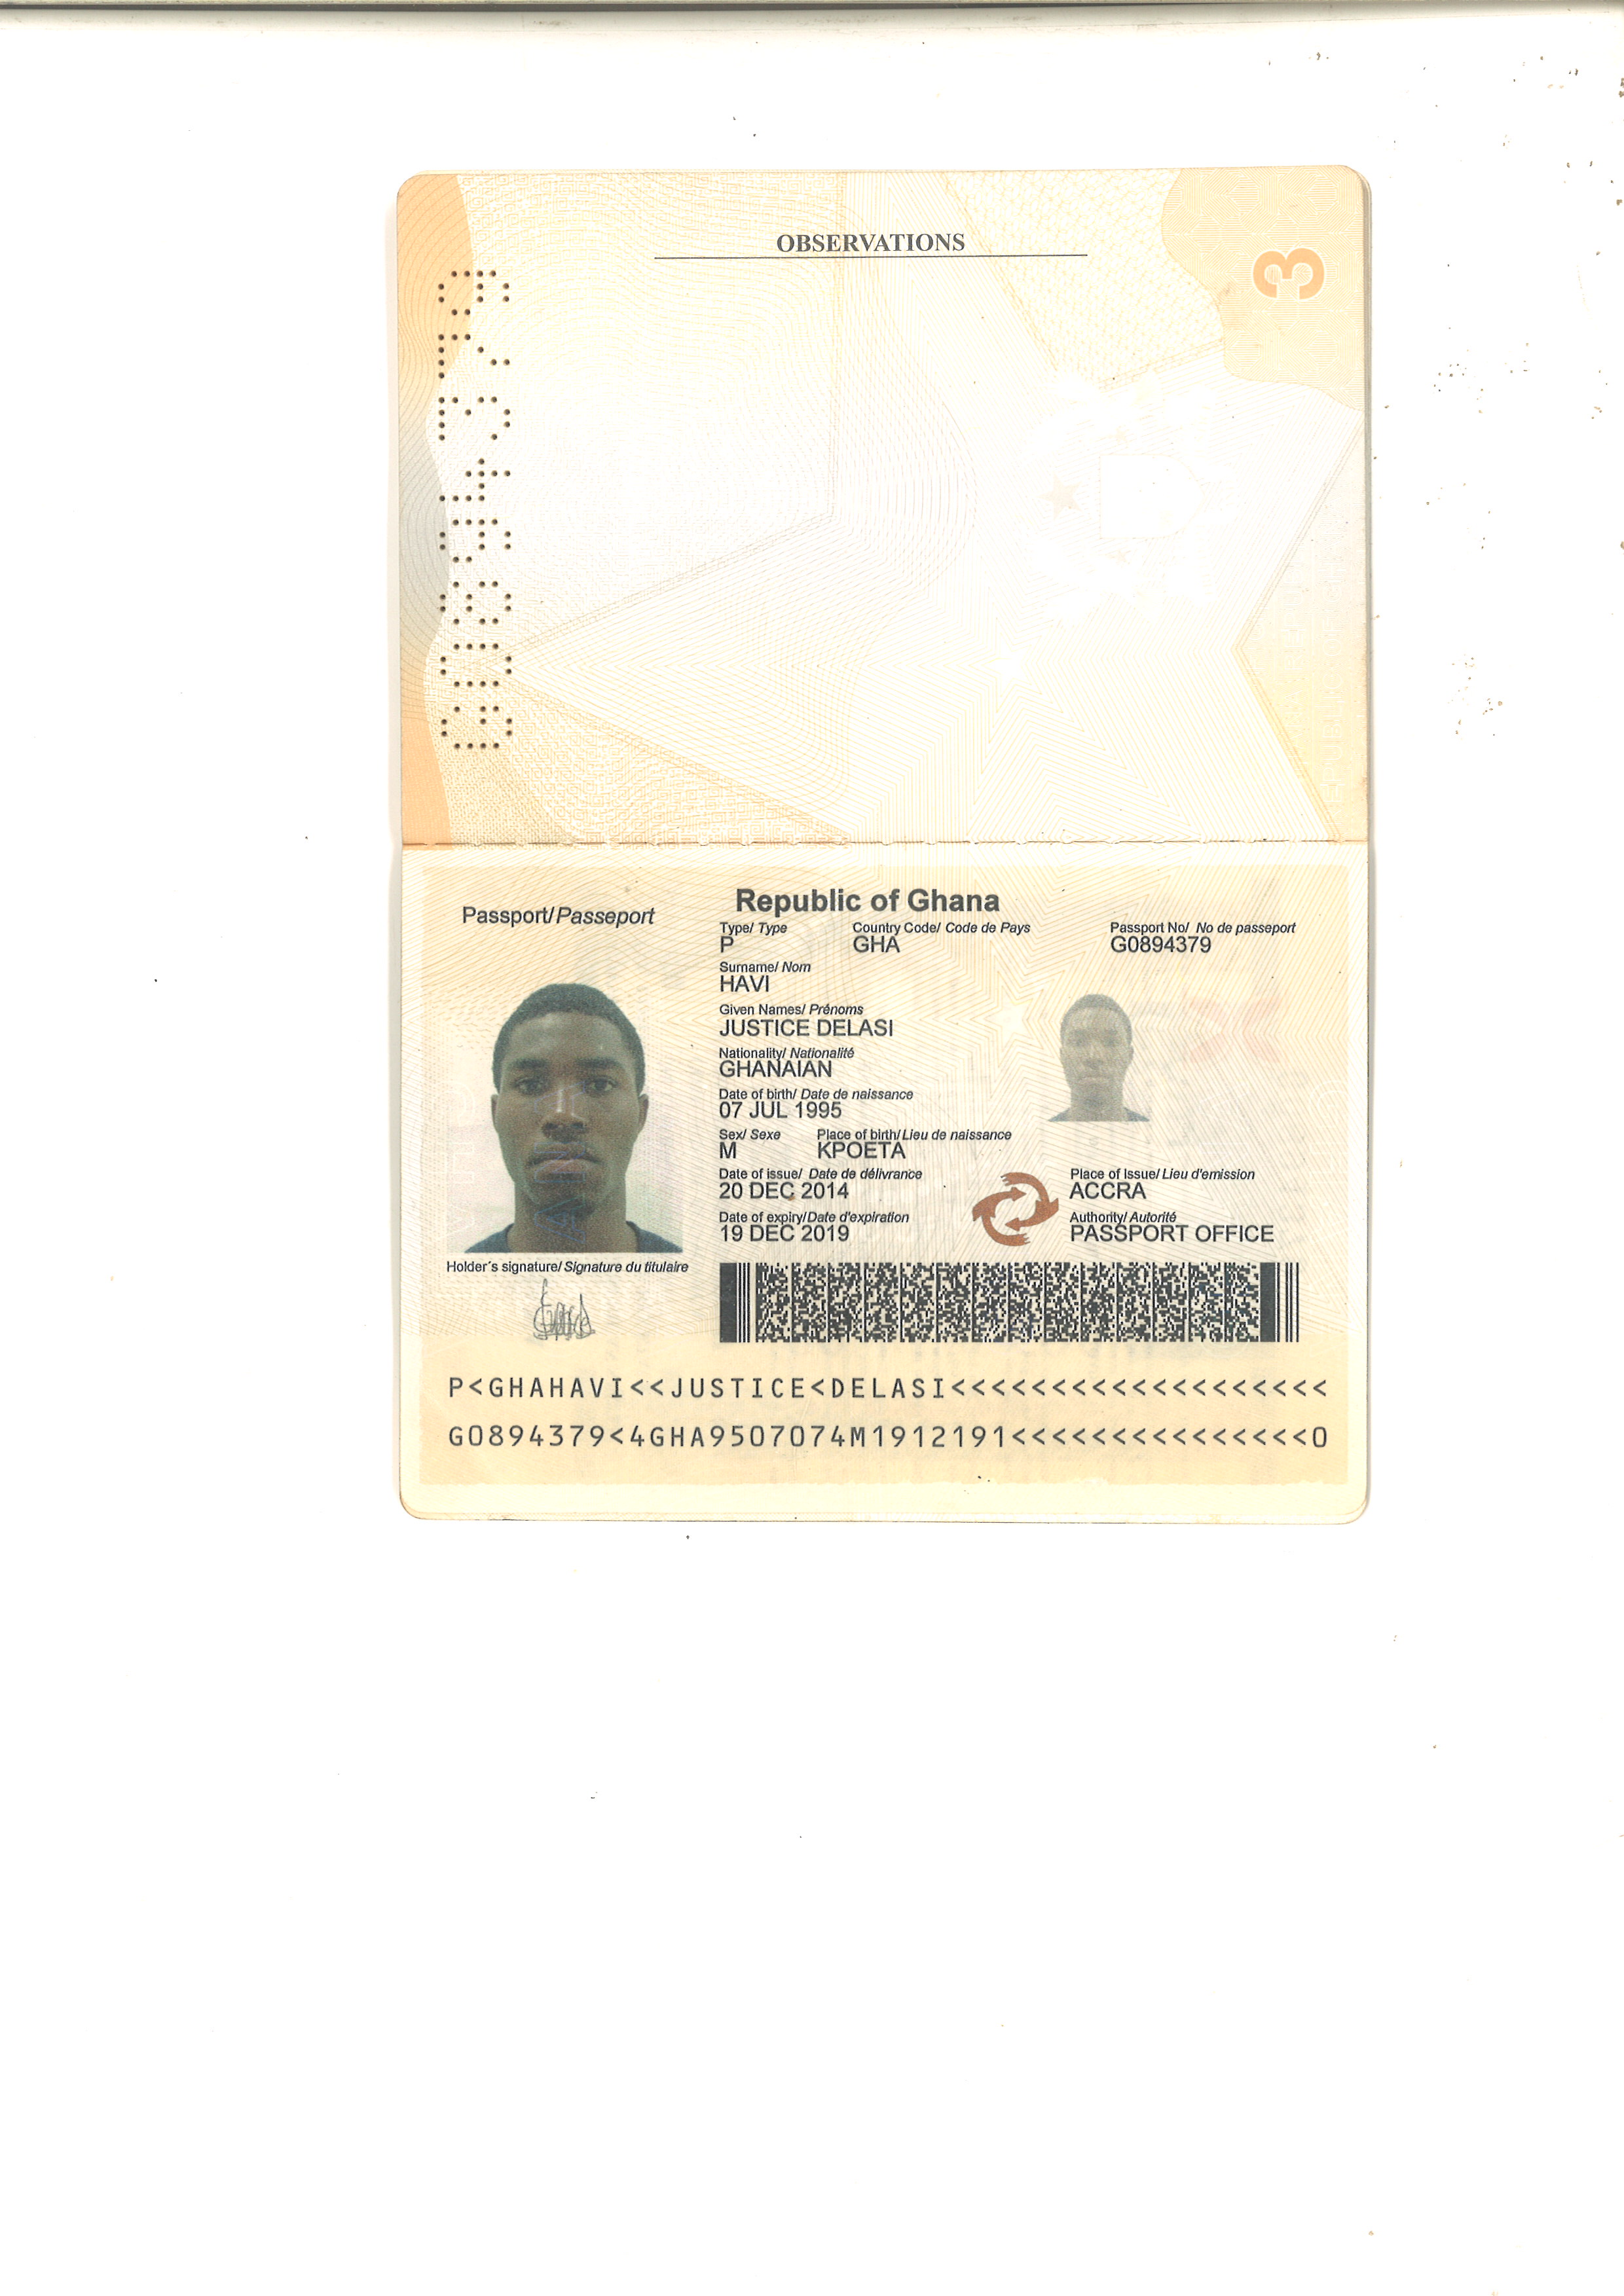 OBSERVATIONS
3
G0894379
Republic of Ghana
Passport/Passeport
Type/ Type Country Code/ Code de Pays Passport No/ No de passeport
P GHA G0894379
Surname/ Nom
HAVI
Given Names/ Prénoms
JUSTICE DELASI
Nationality/ Nationalité
GHANAIAN
Date of birth/ Date de naissance
07 JUL 1995
Sex/ Sexe Place of birth/ Lieu de naissance
M KPOETA
Date of issue/ Date de délivrance Place of Issue/ Lieu d'emission
20 DEC 2014 ACCRA
Date of expiry/Date d'expiration Authority/ Autorité
19 DEC 2019 PASSPORT OFFICE
Holder's signature/ Signature du titulaire
P<GHAHAVI<<JUSTICE<DELASI<<<<<<<<<<<<<<<<<<<
G0894379<4GHA9507074M1912191<<<<<<<<<<<<<<<0